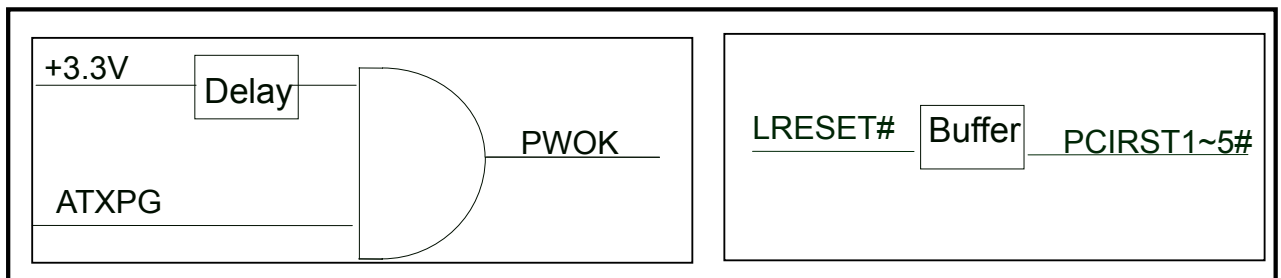 +3.3V
Delay
PWOK
ATXPG
LRESET#
Buffer
PCIRST1~5#